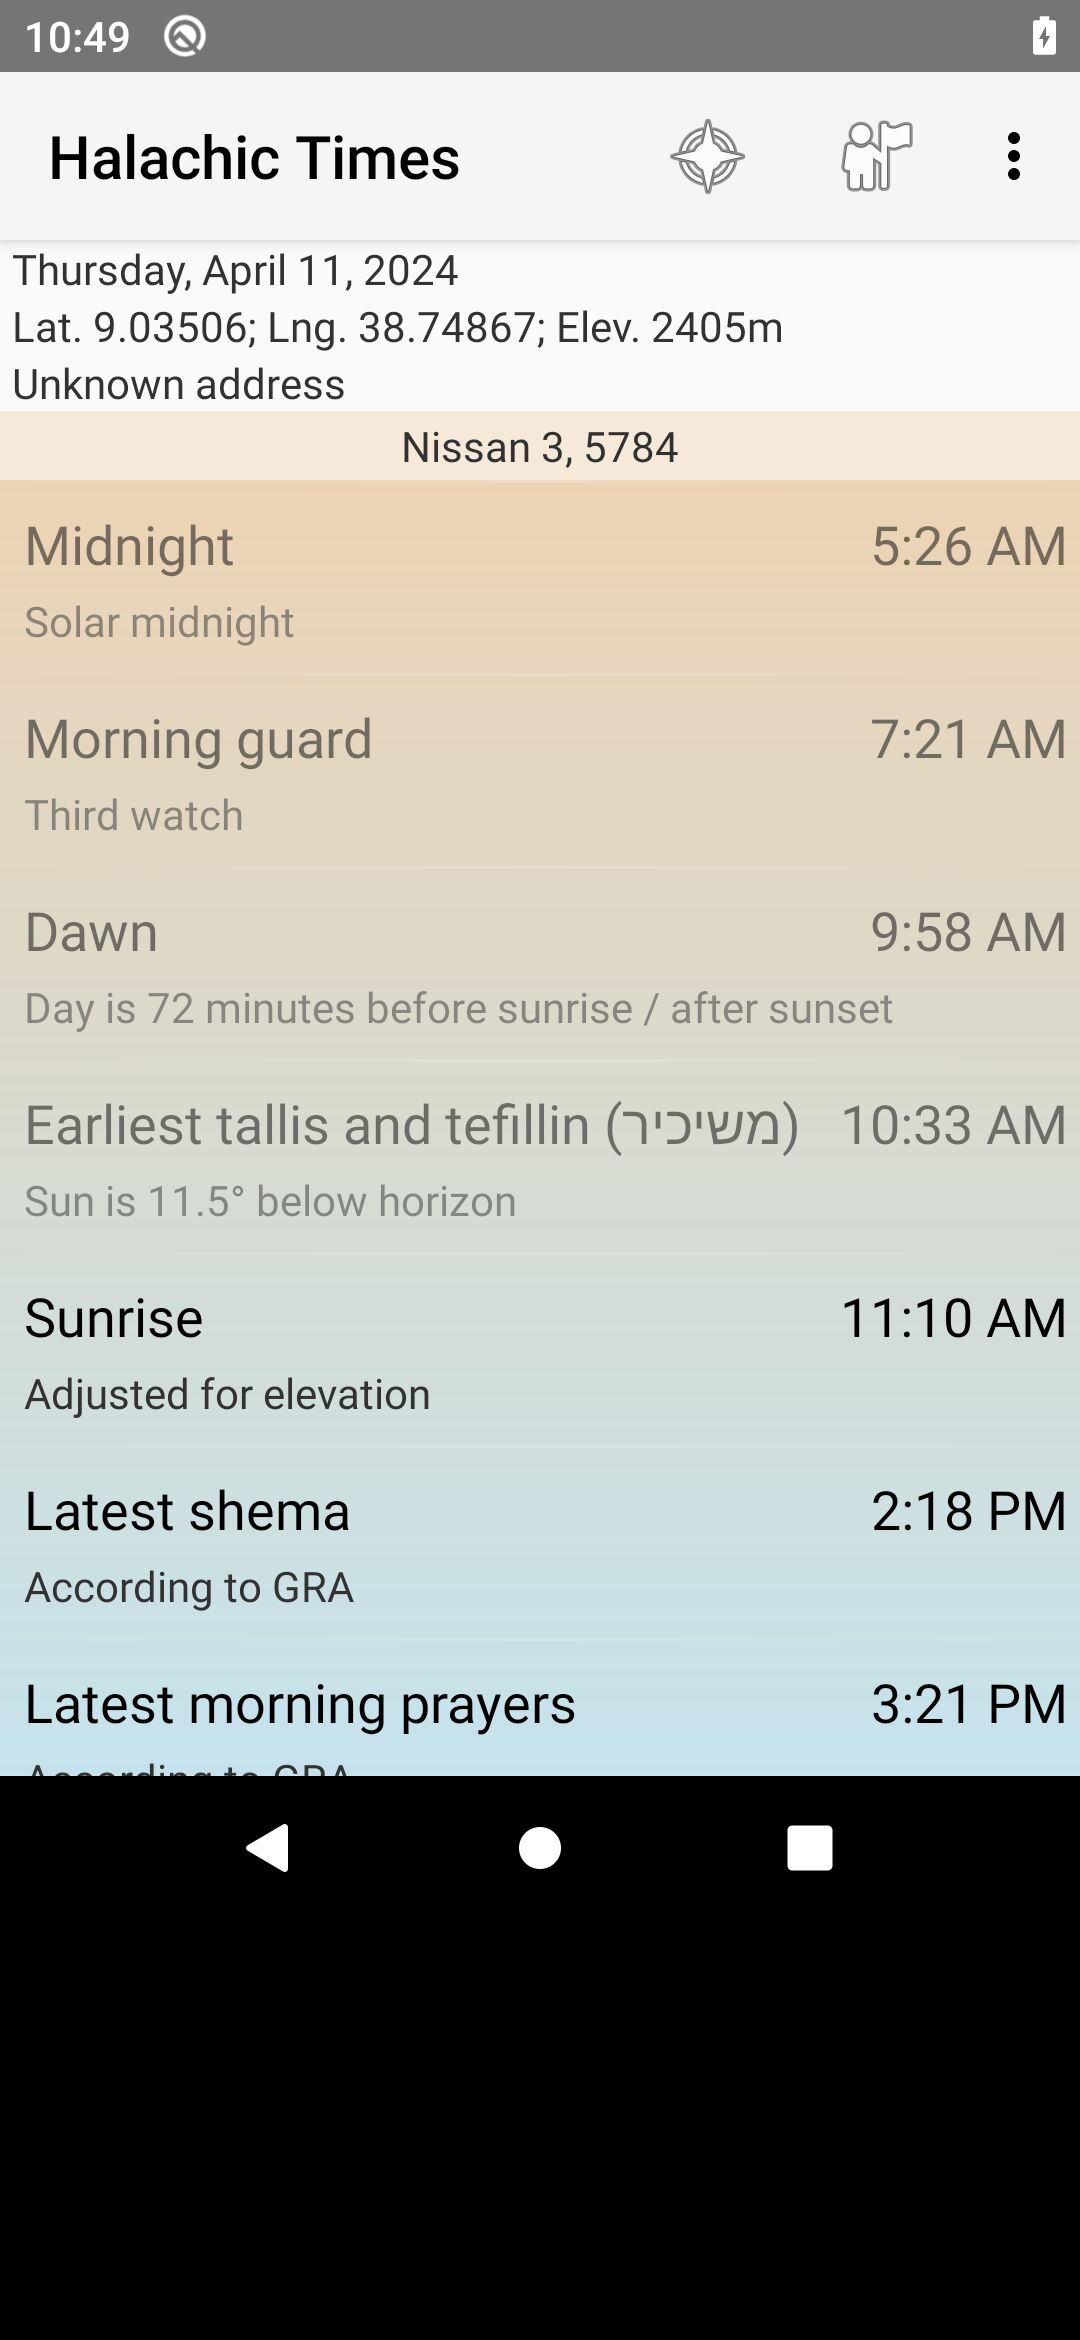 10:49
Halachic Times
Thursday, April 11, 2024
Lat. 9.03506; Lng. 38.74867; Elev. 2405m
Unknown address
Nissan 3, 5784
Midnight 5:26 AM
Solar midnight
Morning guard 7:21 AM
Third watch
Dawn 9:58 AM
Day is 72 minutes before sunrise / after sunset
Earliest tallis and tefillin (משיכיר) 10:33 AM
Sun is 11.5° below horizon
Sunrise 11:10 AM
Adjusted for elevation
Latest shema 2:18 PM
According to GRA
Latest morning prayers 3:21 PM
According to GRA